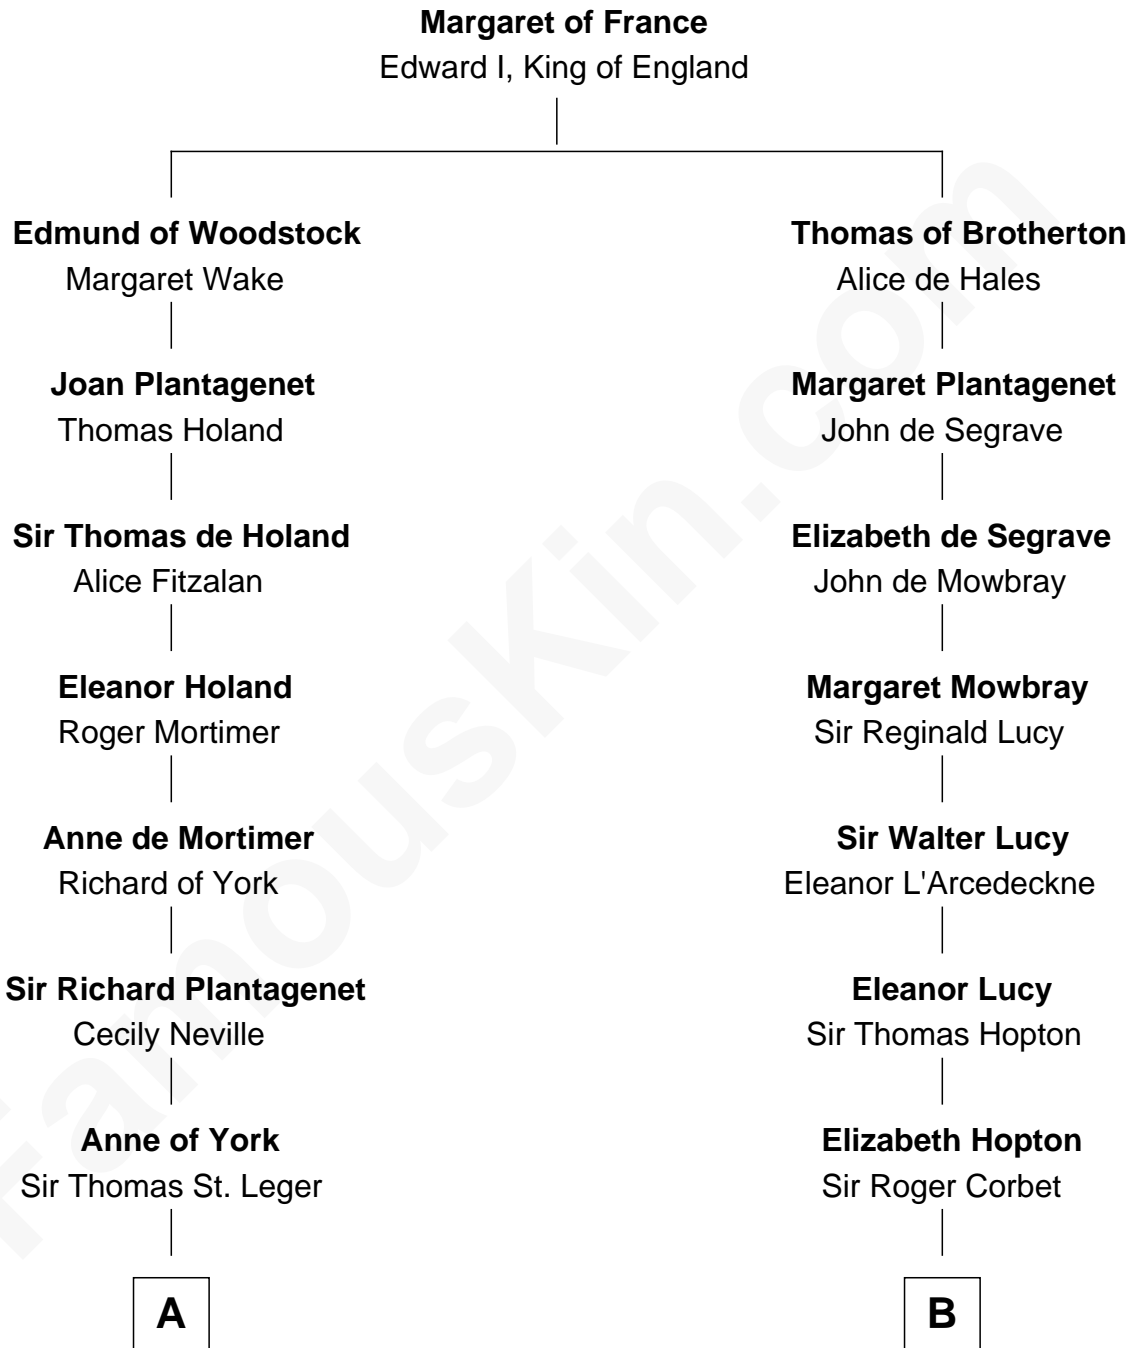 Margaret of France
Edward I, King of England
Edmund of Woodstock
Margaret Wake
Thomas of Brotherton
Alice de Hales
Joan Plantagenet
Thomas Holand
Margaret Plantagenet
John de Segrave
Sir Thomas de Holand
Alice Fitzalan
Elizabeth de Segrave
John de Mowbray
Eleanor Holand
Roger Mortimer
Margaret Mowbray
Sir Reginald Lucy
Anne de Mortimer
Richard of York
Sir Walter Lucy
Eleanor L'Arcedeckne
Sir Richard Plantagenet
Cecily Neville
Eleanor Lucy
Sir Thomas Hopton
Anne of York
Sir Thomas St. Leger
Elizabeth Hopton
Sir Roger Corbet
A
B
FamousKin.com